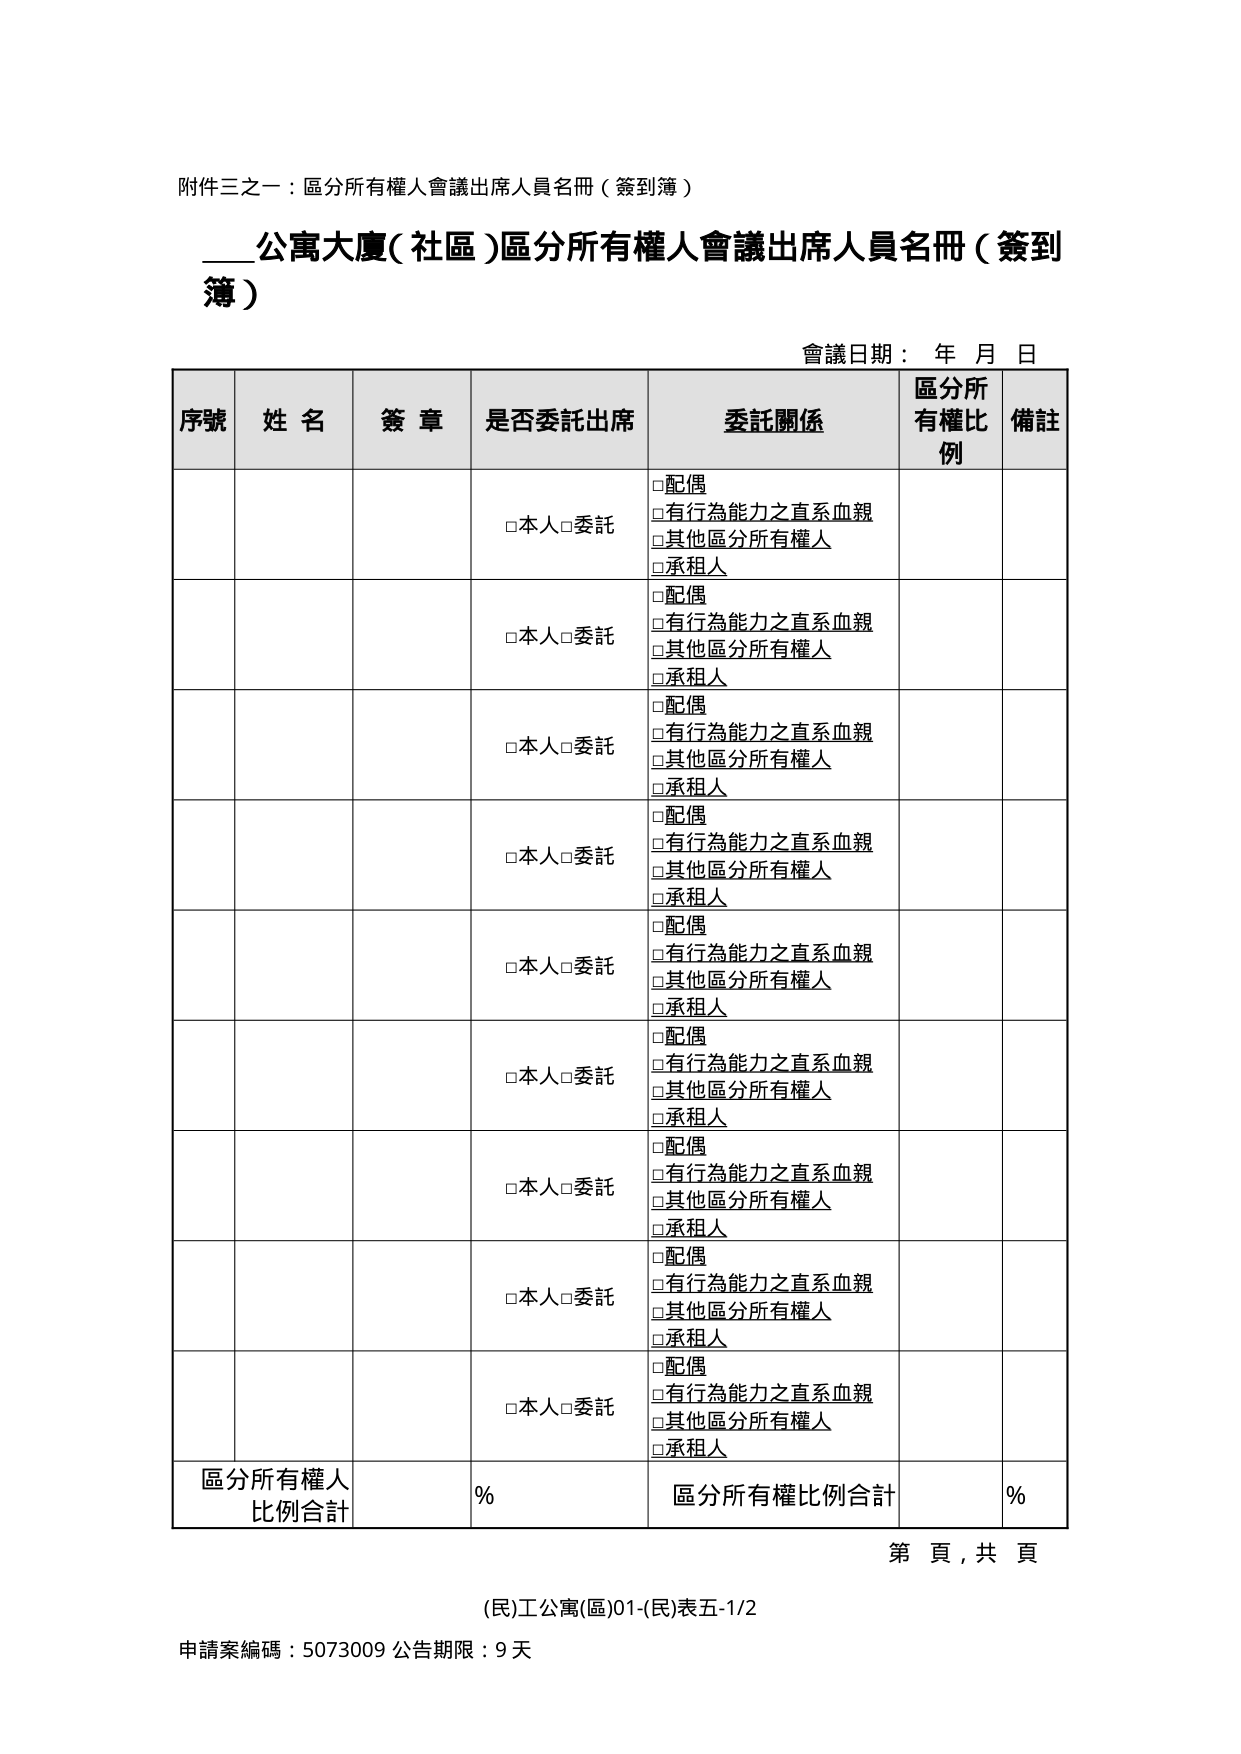 附件三之一：區分所有權人會議出席人員名冊（簽到簿）
___公寓大廈(社區)區分所有權人會議出席人員名冊（簽到
簿）
會議日期： 年 月 日
序號 姓 名 簽 章 是否委託出席 委託關係 區分所有權比例 備註
□本人□委託
□配偶
□有行為能力之直系血親
□其他區分所有權人
□承租人
□本人□委託
□配偶
□有行為能力之直系血親
□其他區分所有權人
□承租人
□本人□委託
□配偶
□有行為能力之直系血親
□其他區分所有權人
□承租人
□本人□委託
□配偶
□有行為能力之直系血親
□其他區分所有權人
□承租人
□本人□委託
□配偶
□有行為能力之直系血親
□其他區分所有權人
□承租人
□本人□委託
□配偶
□有行為能力之直系血親
□其他區分所有權人
□承租人
□本人□委託
□配偶
□有行為能力之直系血親
□其他區分所有權人
□承租人
□本人□委託
□配偶
□有行為能力之直系血親
□其他區分所有權人
□承租人
□本人□委託
□配偶
□有行為能力之直系血親
□其他區分所有權人
□承租人
區分所有權人
比例合計
%
區分所有權比例合計
%
第 頁，共 頁
(民)工公寓(區)01-(民)表五-1/2
申請案編碼：5073009 公告期限：9 天